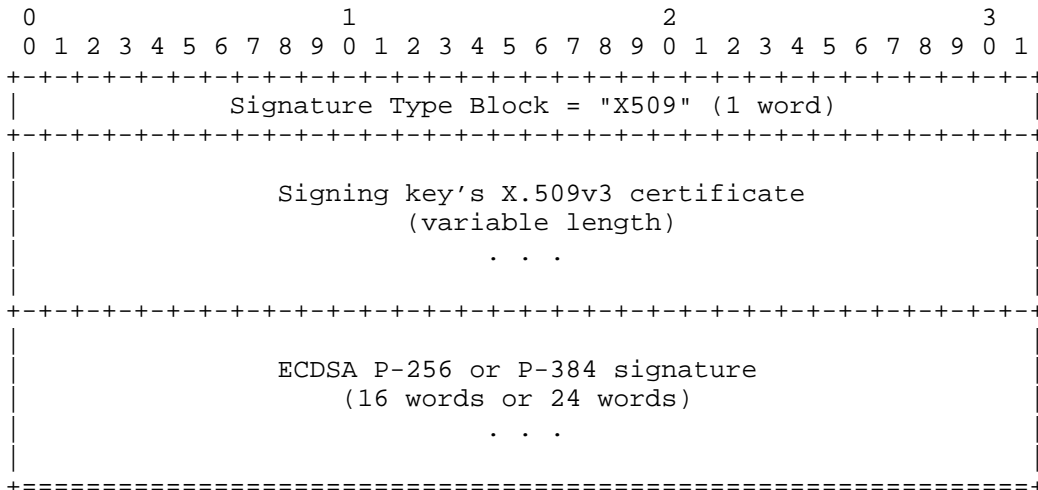 0                   1                   2                   3
 0 1 2 3 4 5 6 7 8 9 0 1 2 3 4 5 6 7 8 9 0 1 2 3 4 5 6 7 8 9 0 1
+-+-+-+-+-+-+-+-+-+-+-+-+-+-+-+-+-+-+-+-+-+-+-+-+-+-+-+-+-+-+-+-+
|             Signature Type Block = "X509" (1 word)            |
+-+-+-+-+-+-+-+-+-+-+-+-+-+-+-+-+-+-+-+-+-+-+-+-+-+-+-+-+-+-+-+-+
|                                                               |
|                Signing key's X.509v3 certificate              |
|                        (variable length)                      |
|                             . . .                             |
|                                                               |
+-+-+-+-+-+-+-+-+-+-+-+-+-+-+-+-+-+-+-+-+-+-+-+-+-+-+-+-+-+-+-+-+
|                                                               |
|                ECDSA P-256 or P-384 signature                 |
|                    (16 words or 24 words)                     |
|                             . . .                             |
|                                                               |
+===============================================================+